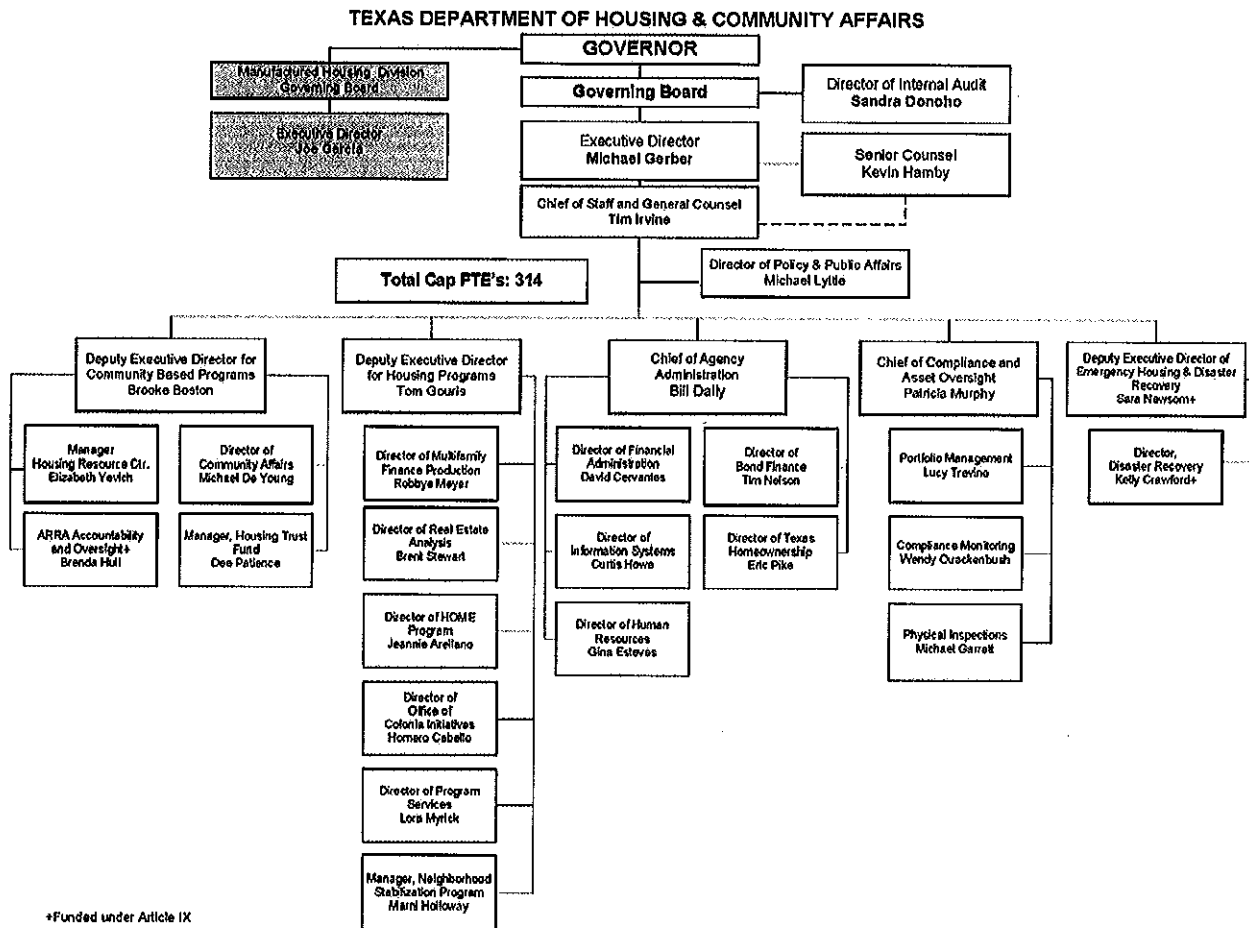 TEXAS DEPARTMENT OF HOUSING & COMMUNITY AFFAIRS
GOVERNOR
Manufactured Housing Division
Governing Board
Governing Board
Director of Internal Audit
Sandra Donoho
Executive Director
Joe Garcia
Executive Director
Michael Gerber
Senior Counsel
Kevin Hamby
Chief of Staff and General Counsel
Tim Irvine
Total Cap FTE's: 314
Director of Policy & Public Affairs
Michael Lyttle
Deputy Executive Director for
Community Based Programs
Brooke Boston
Deputy Executive Director
for Housing Programs
Tom Gouris
Chief of Agency
Administration
Bill Dally
Chief of Compliance and
Asset Oversight
Patricia Murphy
Deputy Executive Director of
Emergency Housing & Disaster
Recovery
Sara Newsom+
Manager
Housing Resource Ctr.
Elizabeth Yevich
Director of
Community Affairs
Michael De Young
Director of Multifamily
Finance Production
Robbye Meyer
Director of Financial
Administration
David Cervantes
Director of
Bond Finance
Tim Nelson
Portfolio Management
Lucy Trevino
Director,
Disaster Recovery
Kelly Crawford+
ARRA Accountability
and Oversight+
Brenda Hull
Manager, Housing Trust
Fund
Dee Patience
Director of Real Estate
Analysis
Brent Stewart
Director of
Information Systems
Curtis Howe
Director of Texas
Homeownership
Eric Pike
Compliance Monitoring
Wendy Quackenbush
Director of HOME
Program
Jeannie Arellano
Director of Human
Resources
Gina Esteves
Physical Inspections
Michael Garrett
Director of
Office of
Colonia Initiatives
Homero Cabello
Director of Program
Services
Lora Myrick
Manager, Neighborhood
Stabilization Program
Marni Holloway
+Funded under Article IX